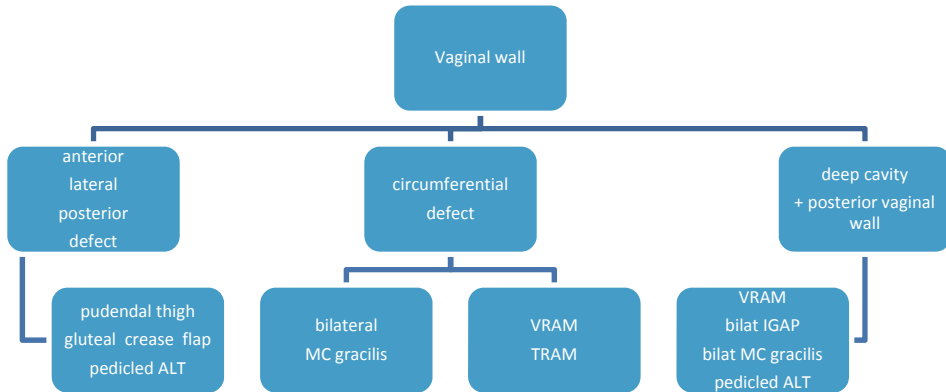 Vaginal wall
anterior
lateral
posterior
defect
circumferential
defect
deep cavity
+ posterior vaginal
wall
pudendal thigh
gluteal crease flap
pedicled ALT
bilateral
MC gracilis
VRAM
TRAM
VRAM
bilat IGAP
bilat MC gracilis
pedicled ALT